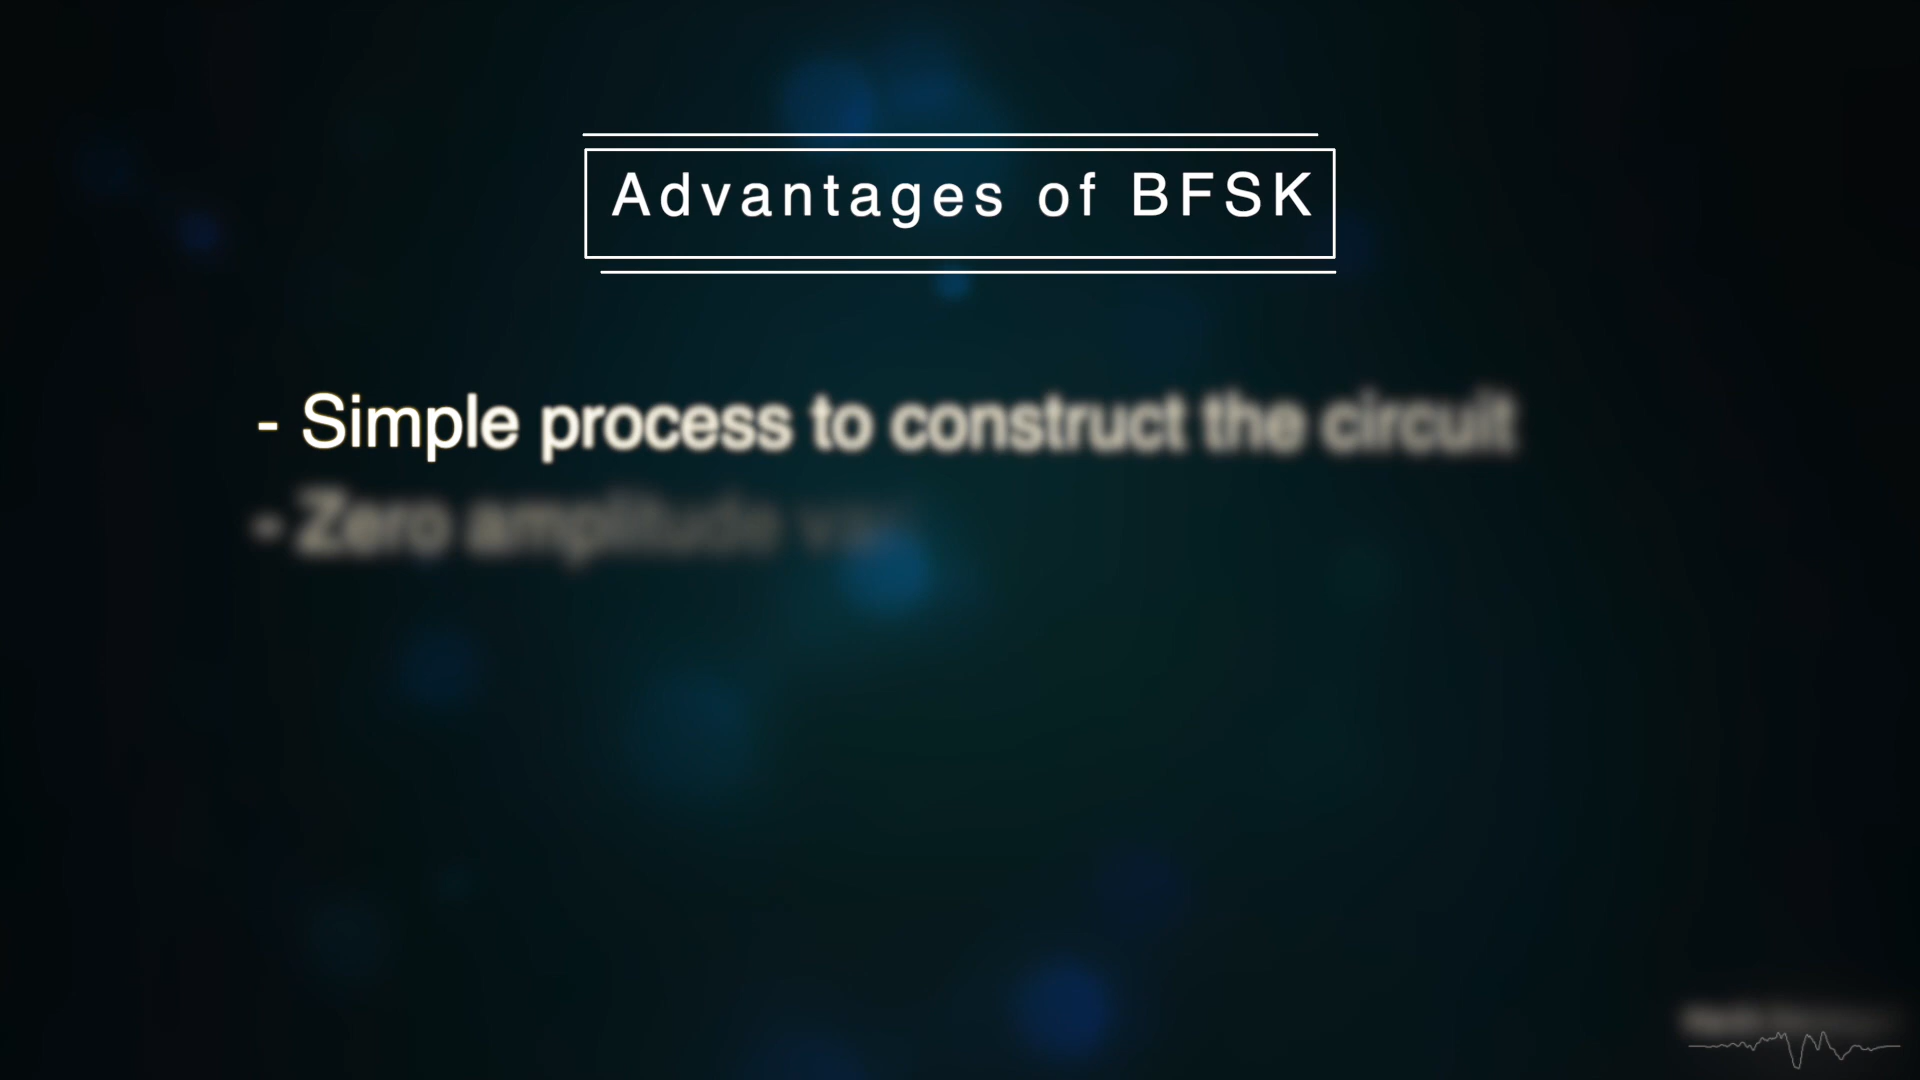 Advantages of BFSK
- Simple process to construct the circuit
- Zero amplitude